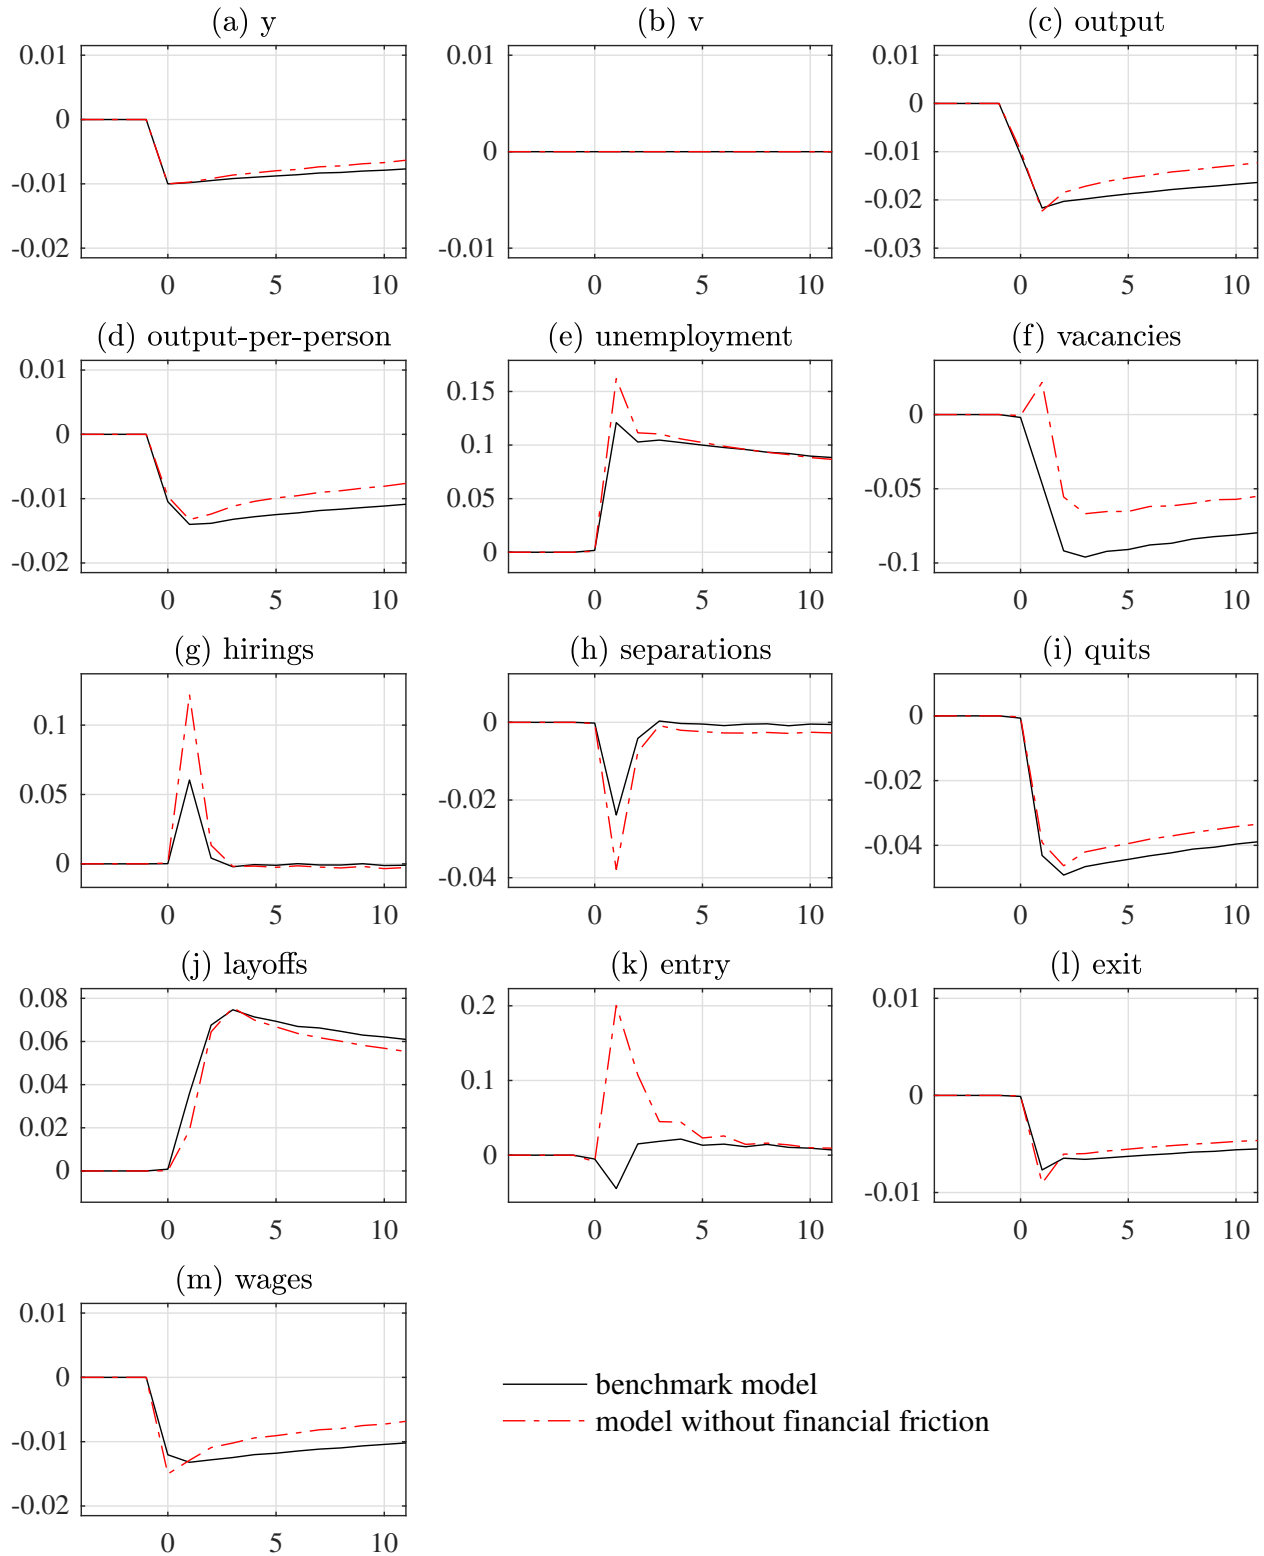 (a) y
(b) v
(c) output
0.01
0
-0.01
-0.02
0 5 10
0.01
0
-0.01
0 5 10
0.01
0
-0.01
-0.02
-0.03
0 5 10
(d) output-per-person
(e) unemployment
(f) vacancies
0.01
0
-0.01
-0.02
0 5 10
0.15
0.1
0.05
0
0 5 10
0
-0.05
-0.1
0 5 10
(g) hirings
(h) separations
(i) quits
0.1
0.05
0
0 5 10
0
-0.02
-0.04
0 5 10
0
-0.02
-0.04
0 5 10
(j) layoffs
(k) entry
(l) exit
0.08
0.06
0.04
0.02
0
0 5 10
0.2
0.1
0
0 5 10
0.01
0
-0.01
0 5 10
(m) wages
0.01
0
-0.01
-0.02
0 5 10
benchmark model
model without financial friction